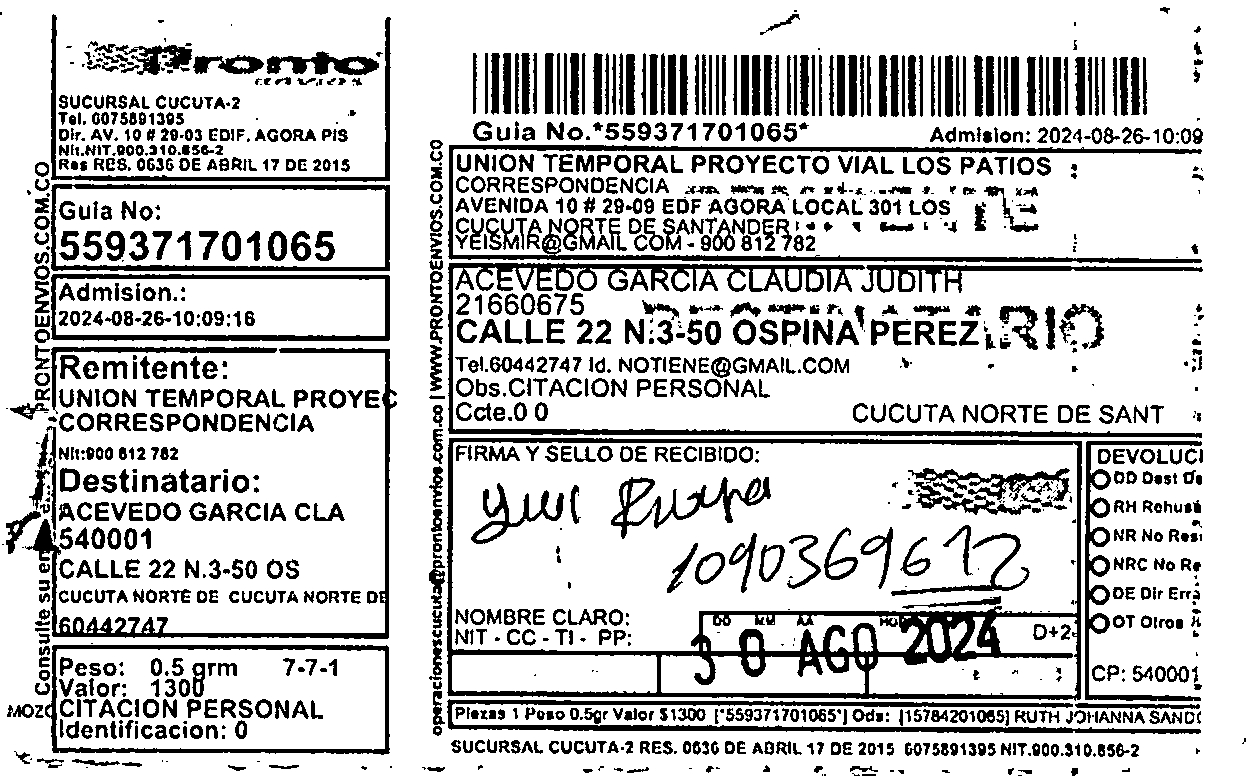 Pronto
envios
SUCURSAL CUCUTA-2
Tel. 6075891395
Dir. AV. 10 # 29-03 EDIF. AGORA PIS
Nit.NIT.900.310.856-2
Res RES. 0636 DE ABRIL 17 DE 2015
Guia No:
559371701065
Admision.:
2024-08-26-10:09:16
Remitente:
UNION TEMPORAL PROYEC
CORRESPONDENCIA
Nit:900 812 782
Destinatario:
ACEVEDO GARCIA CLA
540001
CALLE 22 N.3-50 OS
CUCUTA NORTE DE CUCUTA NORTE DE
60442747
Peso: 0.5 grm 7-7-1
Valor: 1300
CITACION PERSONAL
Identificacion: 0
MOZO
Consulte su en
PRONTOENVIOS.COM.CO
operacionescucuta@prontoenvios.com.co | WWW.PRONTOENVIOS.COM.CO
Guia No.*559371701065*
Admision: 2024-08-26-10:09
UNION TEMPORAL PROYECTO VIAL LOS PATIOS
CORRESPONDENCIA
AVENIDA 10 # 29-09 EDF AGORA LOCAL 301 LOS
CUCUTA NORTE DE SANTANDER
YEISMIR@GMAIL COM - 900 812 782
ACEVEDO GARCIA CLAUDIA JUDITH
21660675
CALLE 22 N.3-50 OSPINA PEREZ
Tel.60442747 Id. NOTIENE@GMAIL.COM
Obs.CITACION PERSONAL
Ccte.0 0 CUCUTA NORTE DE SANT
FIRMA Y SELLO DE RECIBIDO:
1090369612
NOMBRE CLARO:
NIT - CC - TI - PP:
DD MM AA
D+2
30 AGO 2024
DEVOLUCI
DD Dest De
RH Rehusa
NR No Resi
NRC No Re
DE Dir Erra
OT Otros
CP: 540001
Piezas 1 Peso 0.5gr Valor $1300 [*559371701065*] Ods: [15784201065] RUTH JOHANNA SANDO
SUCURSAL CUCUTA-2 RES. 0636 DE ABRIL 17 DE 2015 6075891395 NIT.900.310.856-2